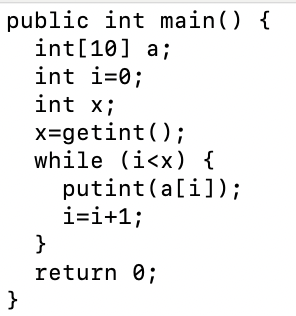 public int main() {
  int[10] a;
  int i=0;
  int x;
  x=getint();
  while (i<x) {
    putint(a[i]);
    i=i+1;
  }
  return 0;
}